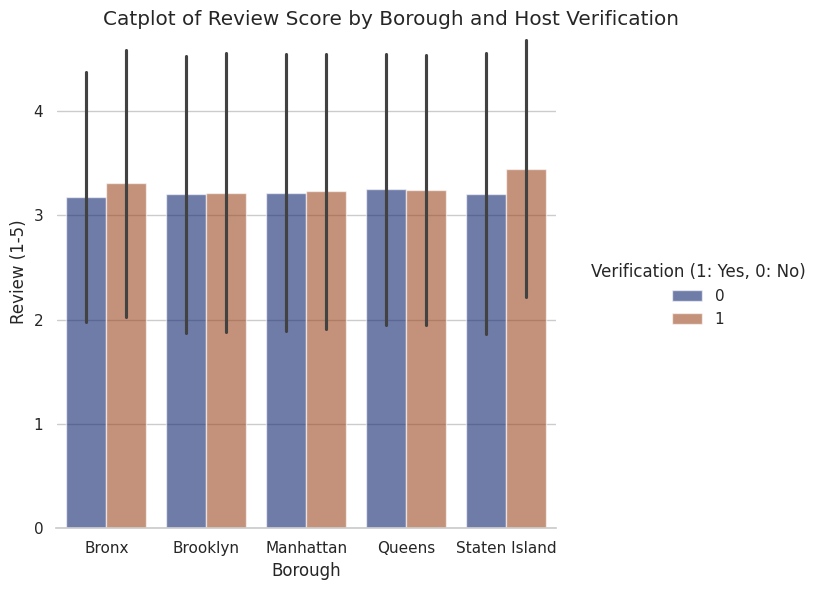 Catplot of Review Score by Borough and Host Verification
4
3
2
1
0
Review (1-5)
Bronx
Brooklyn
Manhattan
Queens
Staten Island
Borough
Verification (1: Yes, 0: No)
0
1